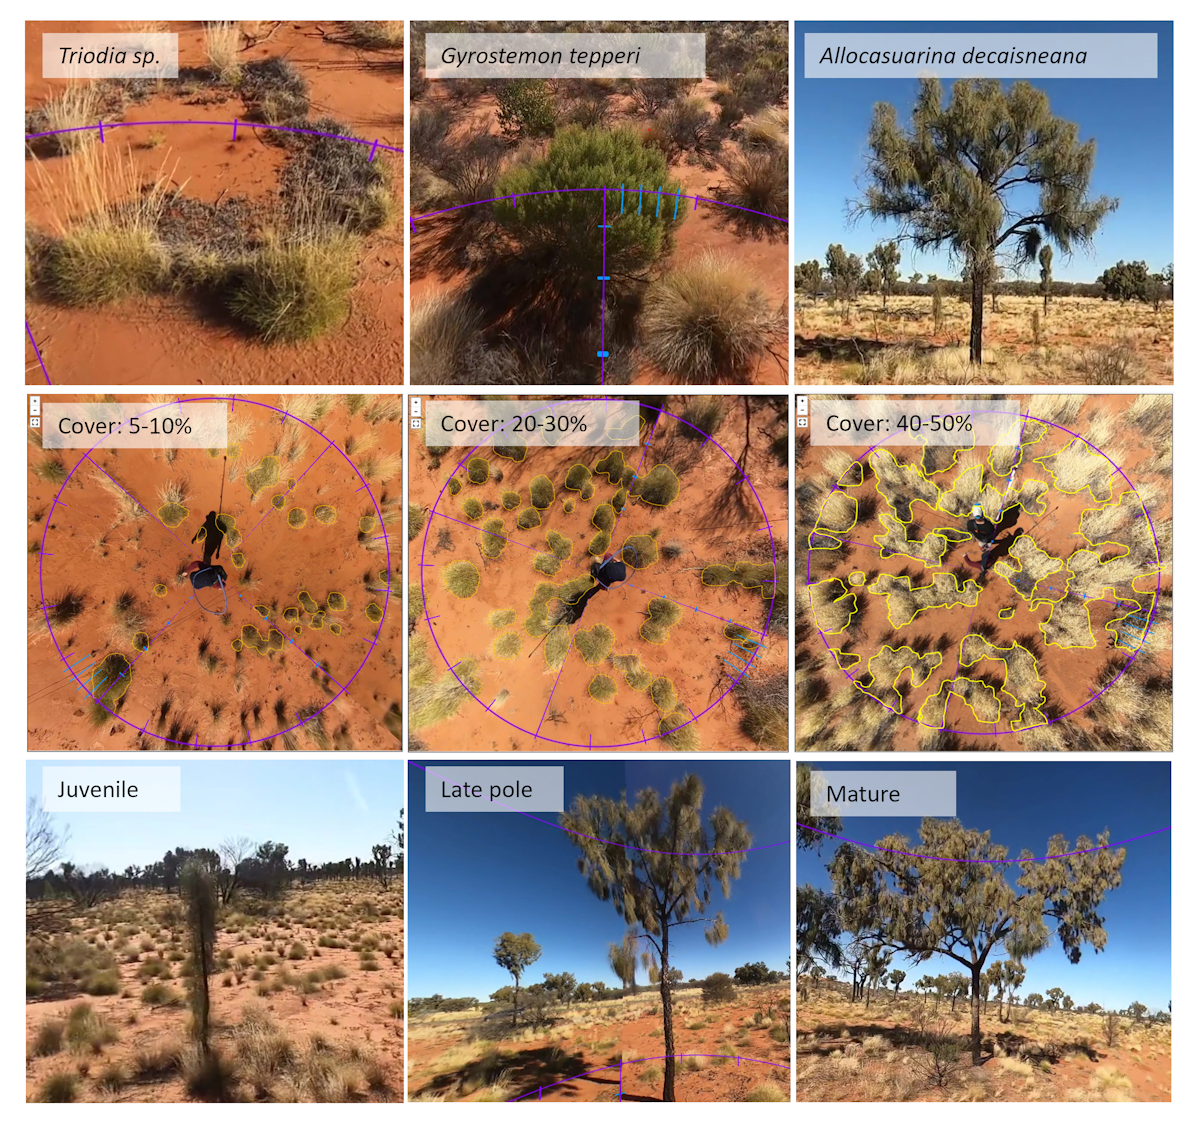 Triodia sp.
Gyrostemon tepperi
Allocasuarina decaisneana
Cover: 5-10%
Cover: 20-30%
Cover: 40-50%
Juvenile
Late pole
Mature